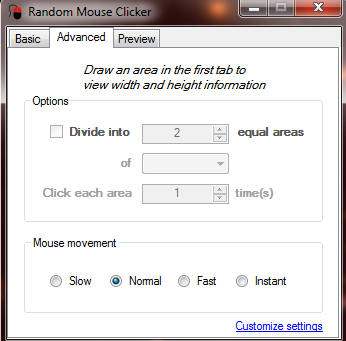 Random Mouse Clicker
Basic Advanced Preview
Draw an area in the first tab to
view width and height information
Options
Divide into 2 equal areas
of
Click each area 1 time(s)
Mouse movement
Slow Normal Fast Instant
Customize settings